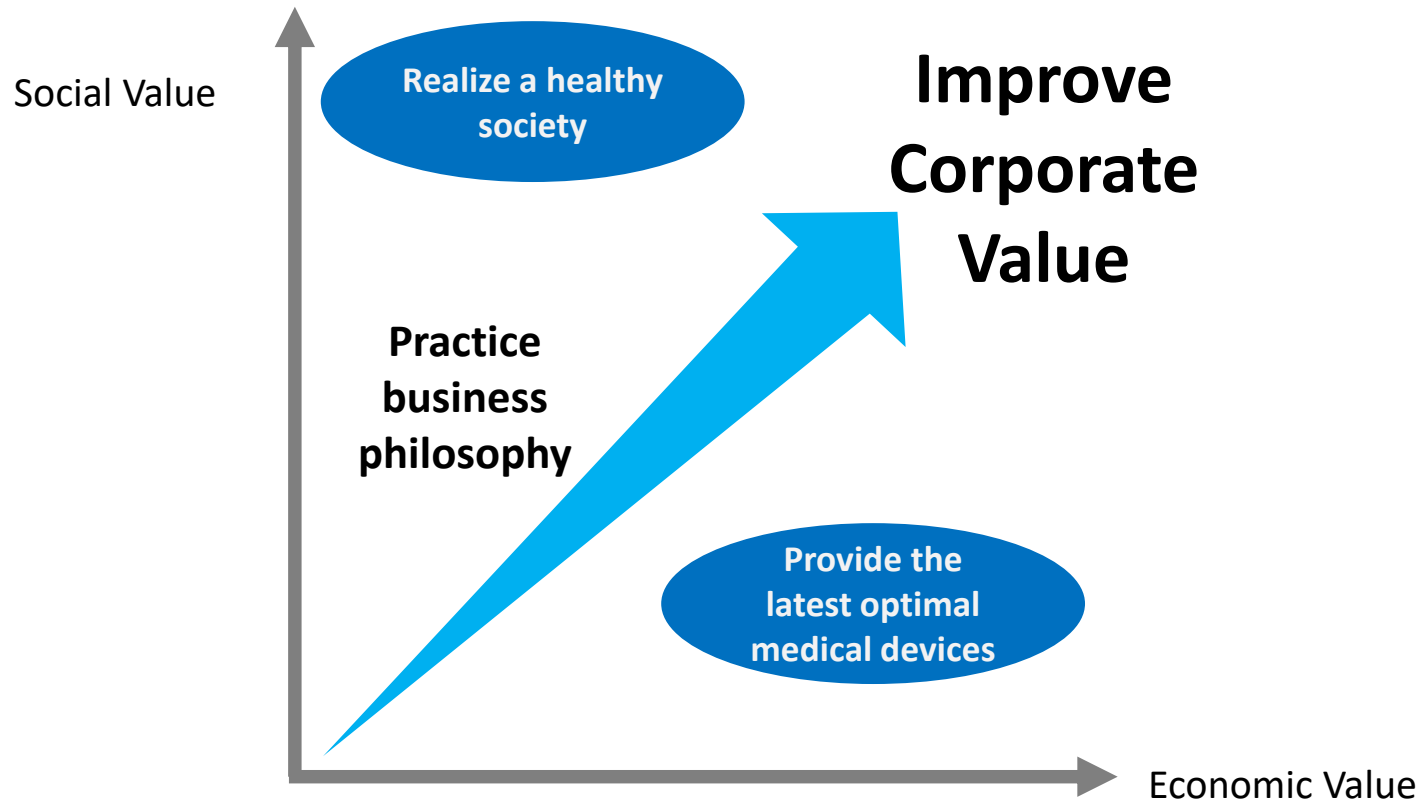 Social Value
Realize a healthy
society
Improve
Corporate
Value
Practice
business
philosophy
Provide the
latest optimal
medical devices
Economic Value